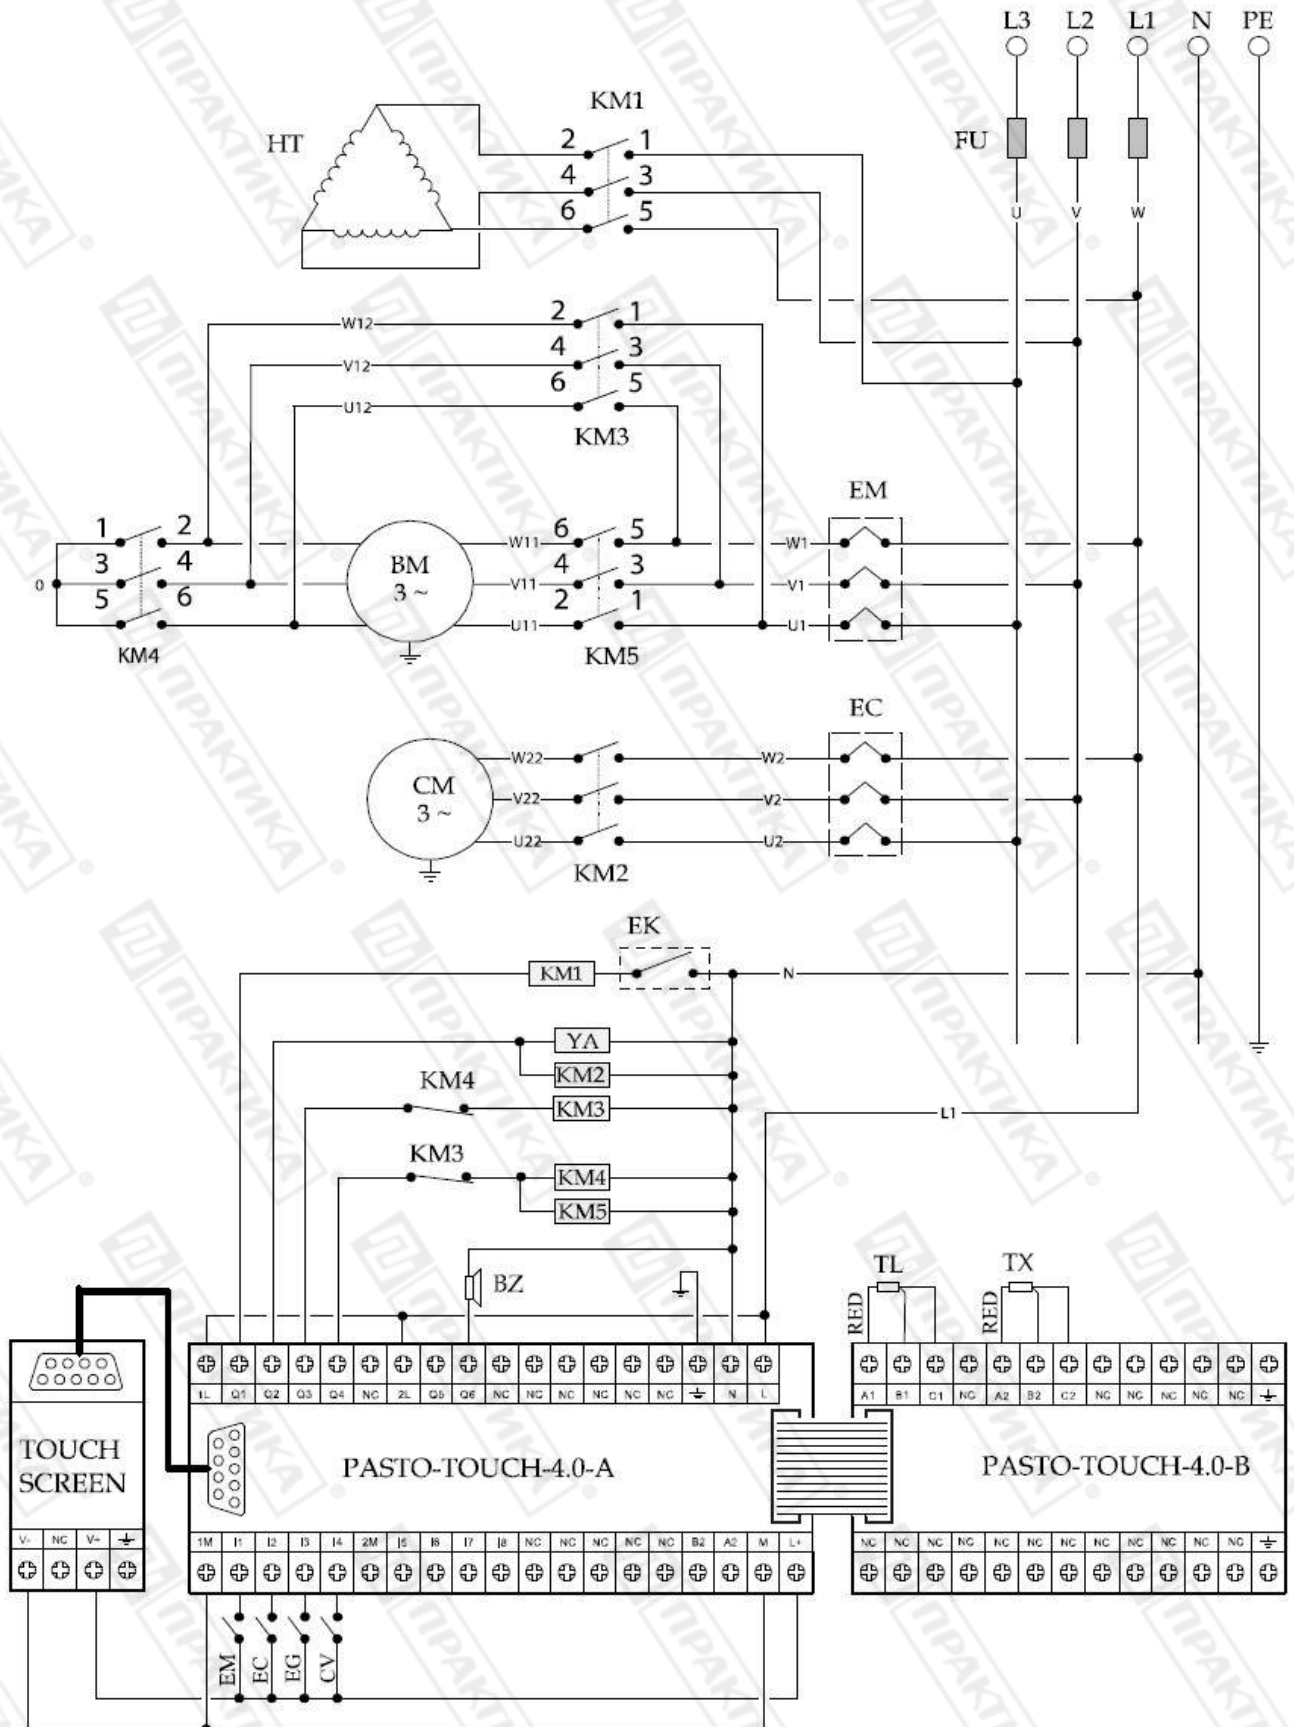 L3 L2 L1 N PE
KM1
HT
2 1
4 3
6 5
FU
U V W
2 1
4 3
6 5
W12
V12
U12
KM3
EM
1 2
3 4
5 6
0
KM4
BM
3 ~
W11
V11
U11
6 5
4 3
2 1
KM5
W1
V1
U1
EC
CM
3 ~
W22
V22
U22
KM2
W2
V2
U2
EK
KM1
N
YA
KM2
KM4
KM3
L1
KM3
KM4
KM5
BZ
TL
TX
RED
RED
1L Q1 Q2 Q3 Q4 NC 2L Q5 Q6 NC NC NC NC NC NC N L
A1 B1 C1 NC A2 B2 C2 NC NC NC NC NC
TOUCH
SCREEN
PASTO-TOUCH-4.0-A
PASTO-TOUCH-4.0-B
V- NC V+
1M I1 I2 I3 I4 2M I5 I6 I7 I8 NC NC NC NC NC B2 A2 M L+
NC NC NC NC NC NC NC NC NC NC NC NC
EM
EC
EG
CV
ПРАКТИКА